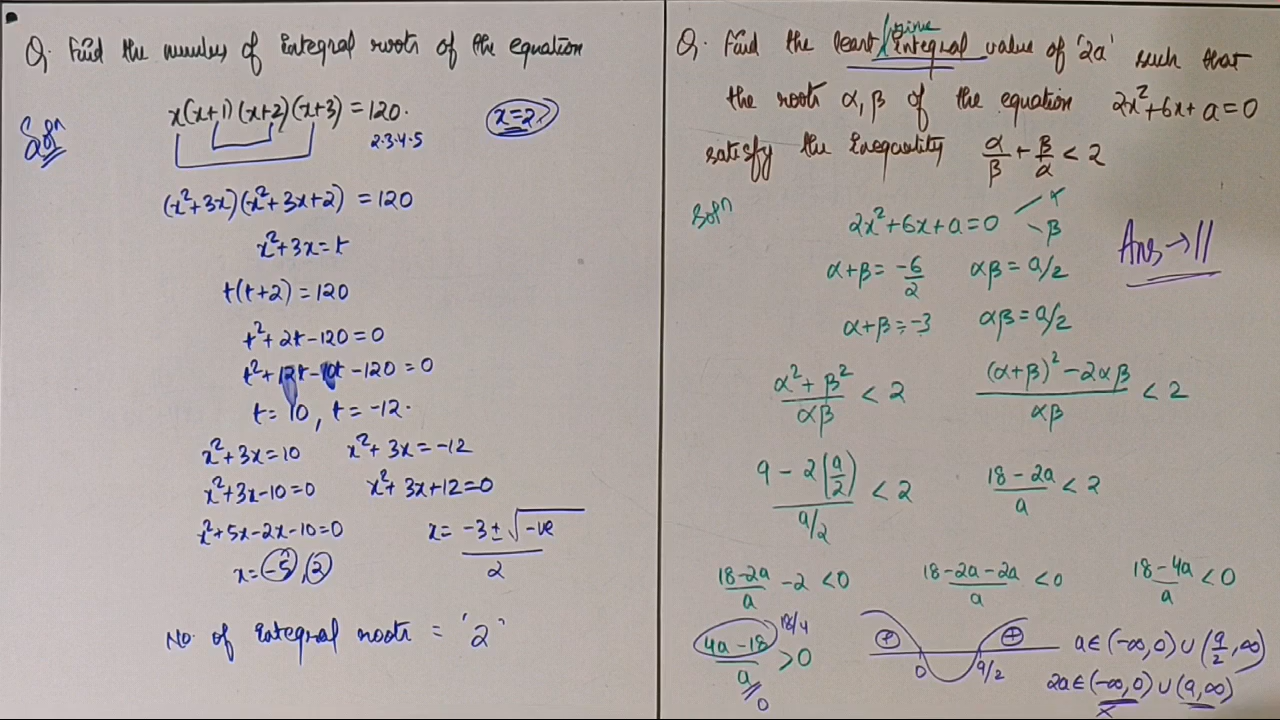 Q. Find the number of integral roots of the equation
x(x+1)(x+2)(x+3) = 120.
x=2
2·3·4·5
Solⁿ
(x²+3x)(x²+3x+2) = 120
x²+3x=t
t(t+2) = 120
t²+2t-120=0
t²+12t-10t-120=0
t=10, t=-12.
x²+3x=10 x²+3x=-12
x²+3x-10=0 x²+3x+12=0
x²+5x-2x-10=0 x= (-3±√-ve)/2
x=-5, 2
No. of integral roots = '2'
Q. Find the least/+ive integral value of '2a' such that
the roots α, β of the equation 2x²+6x+a=0
satisfy the Inequality α/β + β/α < 2
Solⁿ
2x²+6x+a=0 α β
Ans → 11
α+β = -6/2 αβ = a/2
α+β = -3 αβ = a/2
(α²+β²)/αβ < 2 ((α+β)²-2αβ)/αβ < 2
(9-2(a/2))/(a/2) < 2 (18-2a)/a < 2
(18-2a)/a - 2 < 0 (18-2a-2a)/a < 0 (18-4a)/a < 0
(4a-18)/a > 0 18/4 0
⊕ ⊕ 0 9/2
a∈(-∞,0)∪(9/2,∞)
2a∈(-∞,0)∪(9,∞)
x